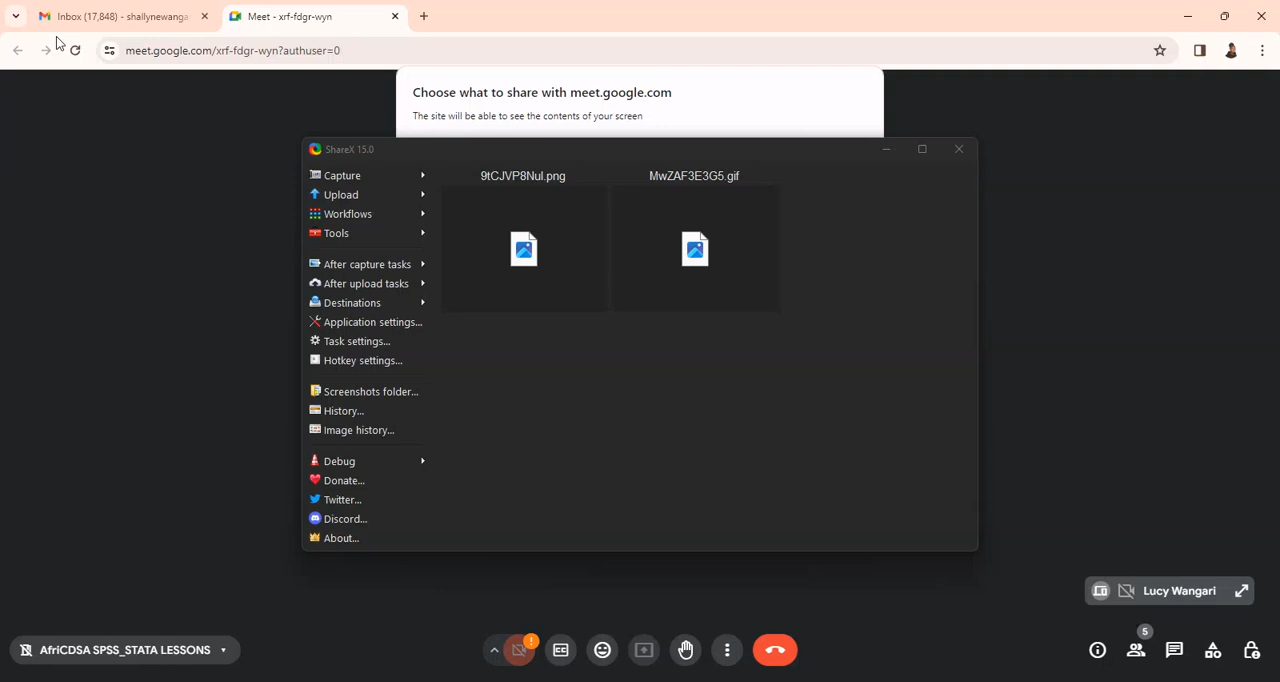 Inbox (17,848) - shallynewanga
Meet - xrf-fdgr-wyn
meet.google.com/xrf-fdgr-wyn?authuser=0
Choose what to share with meet.google.com
The site will be able to see the contents of your screen
ShareX 15.0
Capture
Upload
Workflows
Tools
After capture tasks
After upload tasks
Destinations
Application settings...
Task settings...
Hotkey settings...
Screenshots folder...
History...
Image history...
Debug
Donate...
Twitter...
Discord...
About...
9tCJVP8Nul.png
MwZAF3E3G5.gif
Lucy Wangari
AfriCDSA SPSS_STATA LESSONS
5